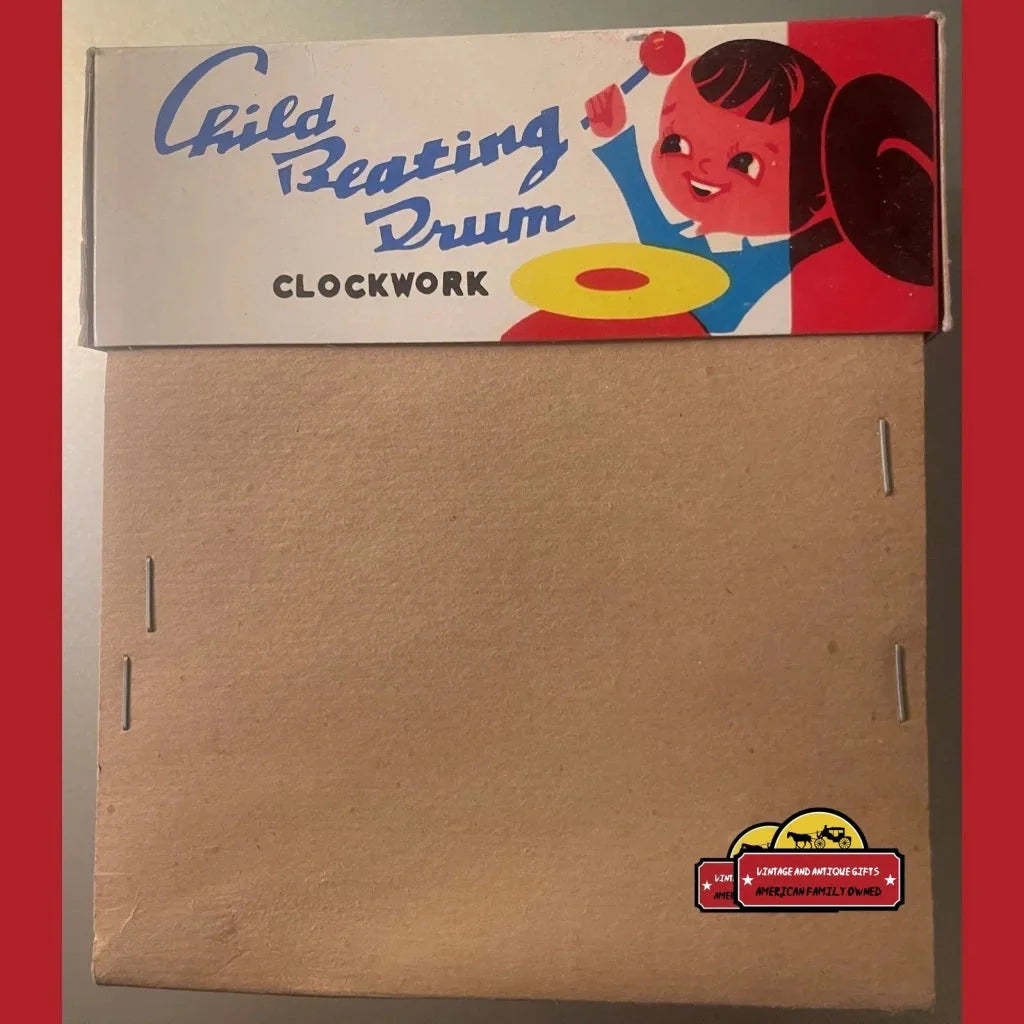 Child
Beating
Drum
CLOCKWORK
VINTAGE AND ANTIQUE GIFTS
AMERICAN FAMILY OWNED